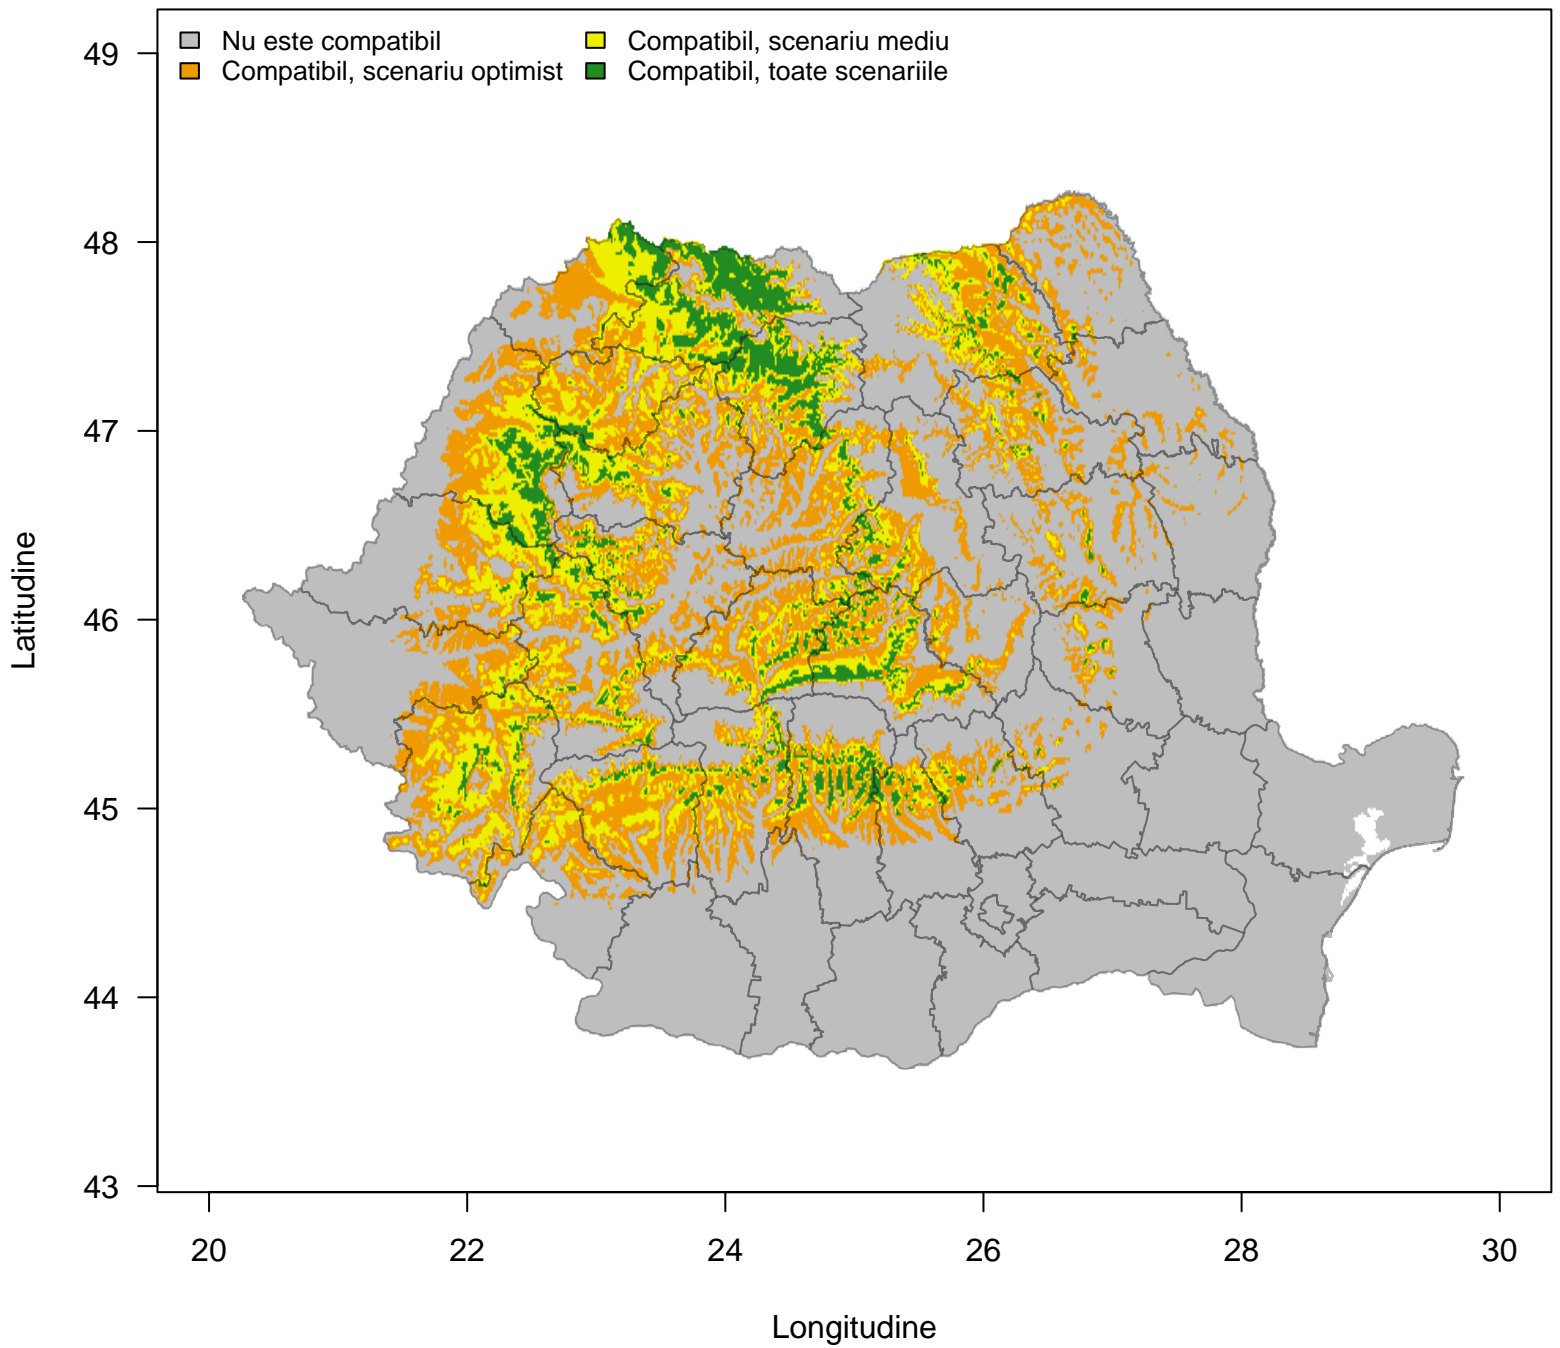 Nu este compatibil
Compatibil, scenariu optimist
Compatibil, scenariu mediu
Compatibil, toate scenariile
49
48
47
46
45
44
43
Latitudine
20 22 24 26 28 30
Longitudine